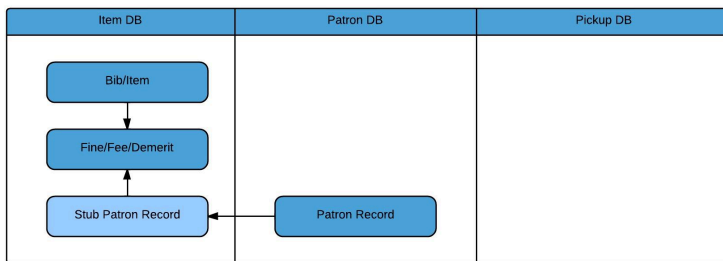 Item DB
Patron DB
Pickup DB
Bib/Item
Fine/Fee/Demerit
Stub Patron Record
Patron Record